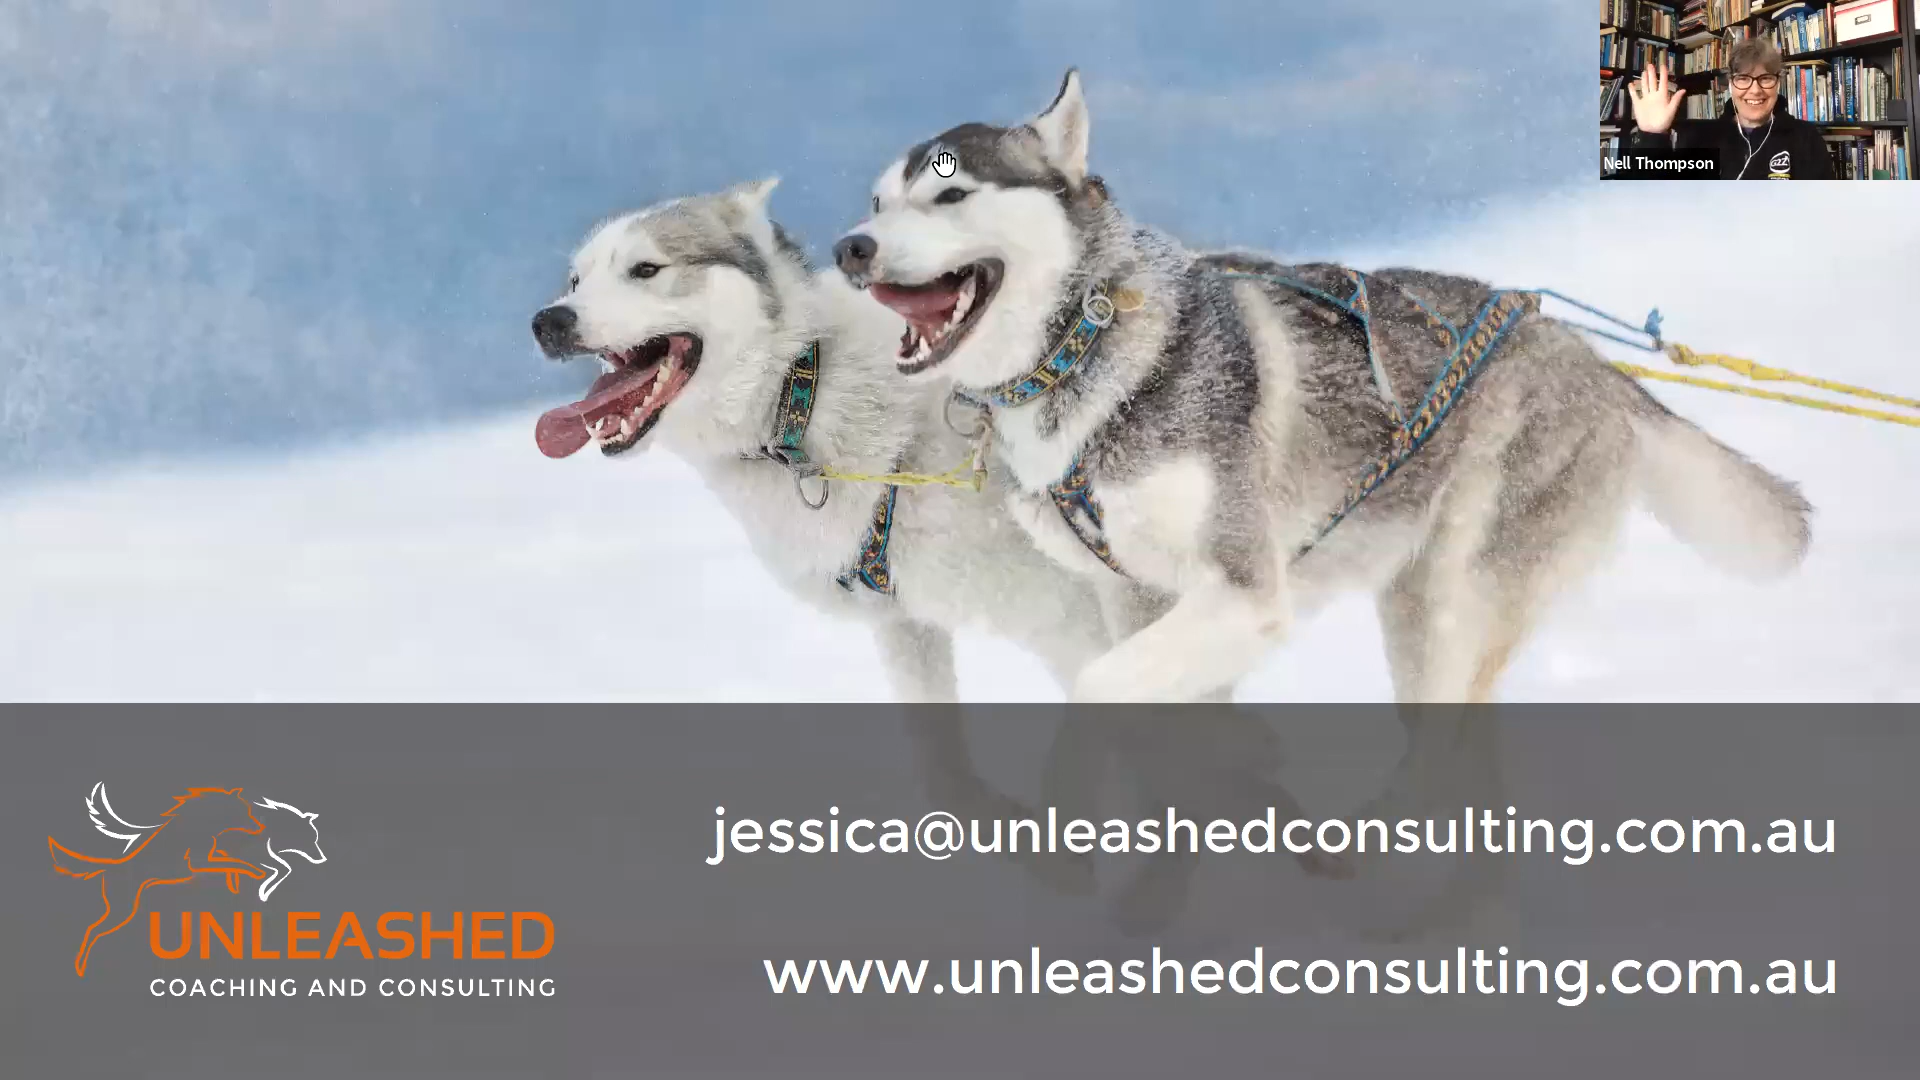 Nell Thompson
jessica@unleashedconsulting.com.au
UNLEASHED
COACHING AND CONSULTING
www.unleashedconsulting.com.au